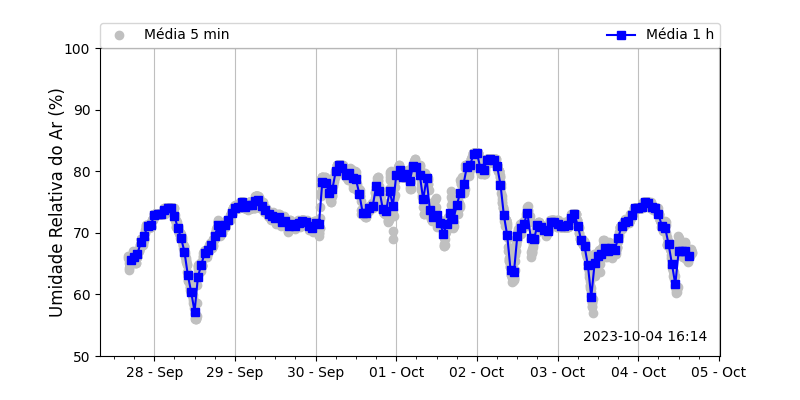 Média 5 min
Média 1 h
Umidade Relativa do Ar (%)
100
90
80
70
60
50
2023-10-04 16:14
28 - Sep
29 - Sep
30 - Sep
01 - Oct
02 - Oct
03 - Oct
04 - Oct
05 - Oct